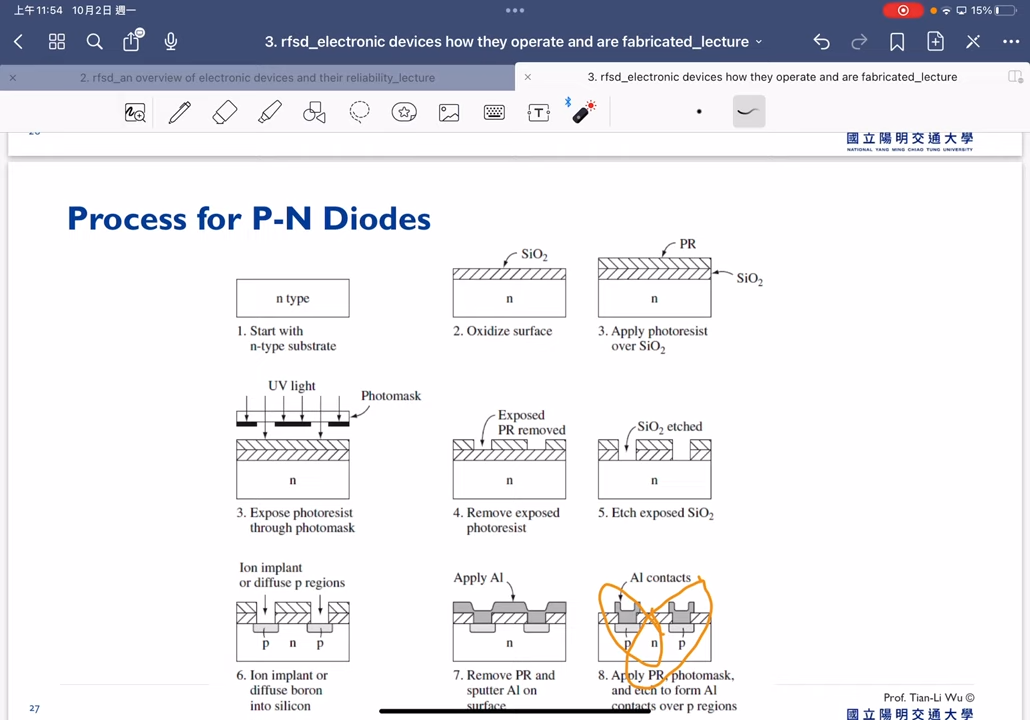 上午11:54 10月2日 週一
15%
3. rfsd_electronic devices how they operate and are fabricated_lecture
2. rfsd_an overview of electronic devices and their reliability_lecture
3. rfsd_electronic devices how they operate and are fabricated_lecture
國立陽明交通大學
NATIONAL YANG MING CHIAO TUNG UNIVERSITY
Process for P-N Diodes
n type
1. Start with
n-type substrate
SiO2
n
2. Oxidize surface
PR
SiO2
n
3. Apply photoresist
over SiO2
UV light
Photomask
n
3. Expose photoresist
through photomask
Exposed
PR removed
n
4. Remove exposed
photoresist
SiO2 etched
n
5. Etch exposed SiO2
Ion implant
or diffuse p regions
p n p
6. Ion implant or
diffuse boron
into silicon
Apply Al
n
7. Remove PR and
sputter Al on
surface
Al contacts
p n p
8. Apply PR, photomask,
and etch to form Al
contacts over p regions
27
Prof. Tian-Li Wu ©
國立陽明交通大學